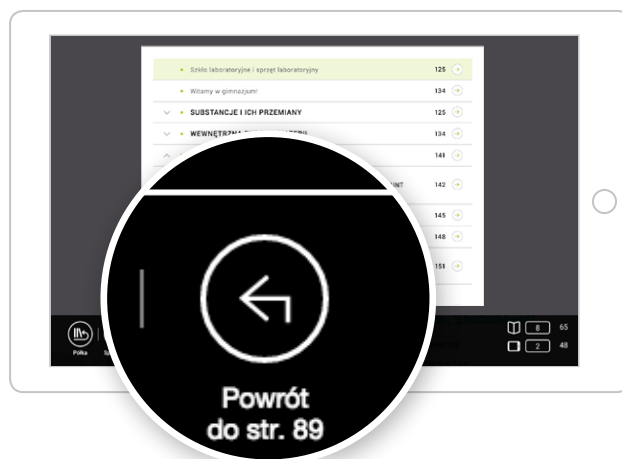 Szkło laboratoryjne i sprzęt laboratoryjny 125
Witamy w gimnazjum! 134
SUBSTANCJE I ICH PRZEMIANY 125
WEWNĘTRZNA 134
141
142
145
148
151
Półka
8 65
2 48
Powrót
do str. 89